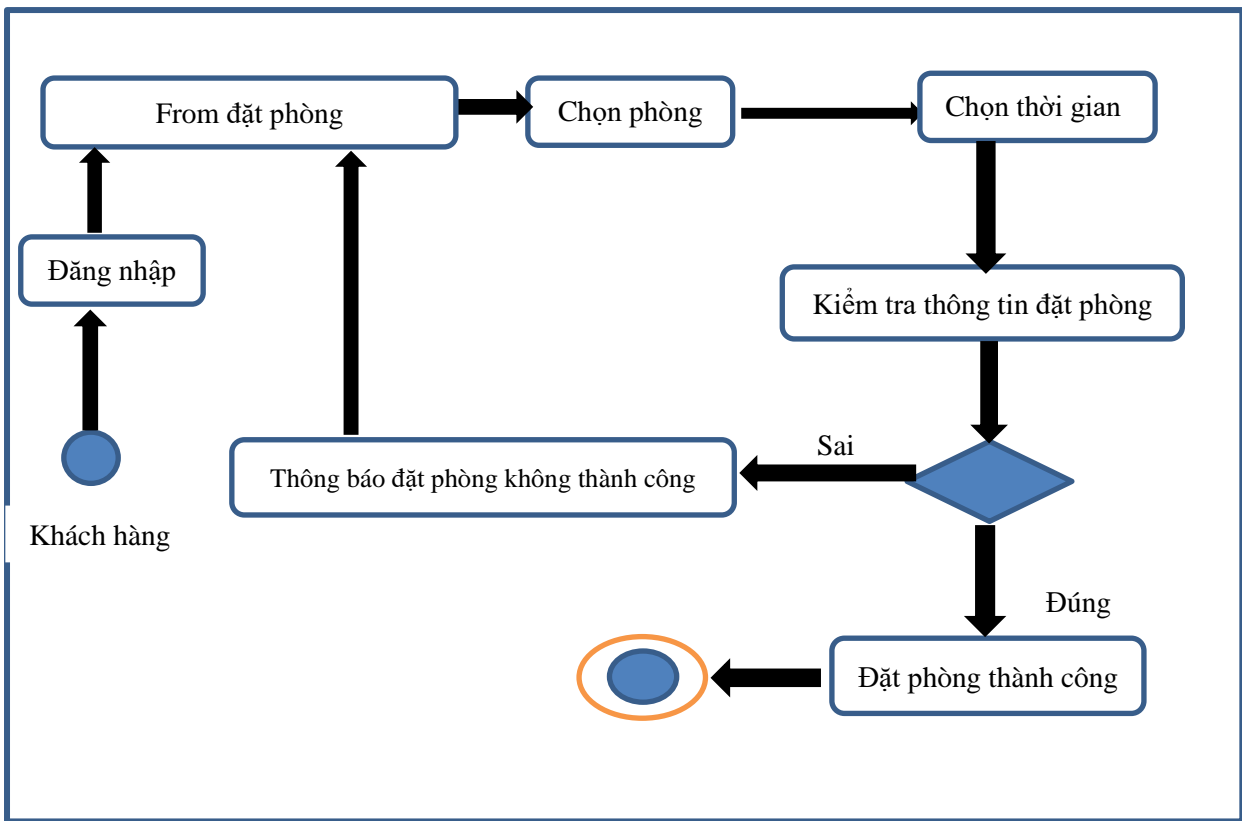 From đặt phòng
Chọn phòng
Chọn thời gian
Đăng nhập
Kiểm tra thông tin đặt phòng
Sai
Thông báo đặt phòng không thành công
Khách hàng
Đúng
Đặt phòng thành công